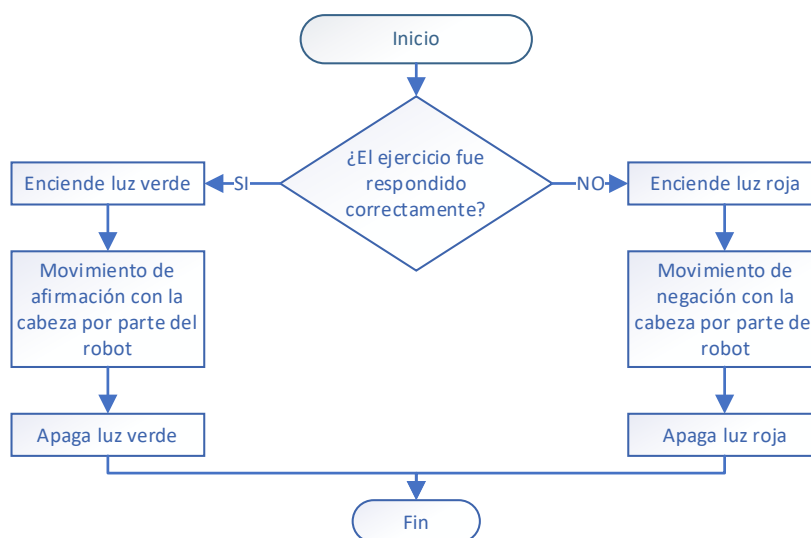 Inicio
¿El ejercicio fue
respondido
correctamente?
SI
NO
Enciende luz verde
Enciende luz roja
Movimiento de
afirmación con la
cabeza por parte del
robot
Movimiento de
negación con la
cabeza por parte de
robot
Apaga luz verde
Apaga luz roja
Fin